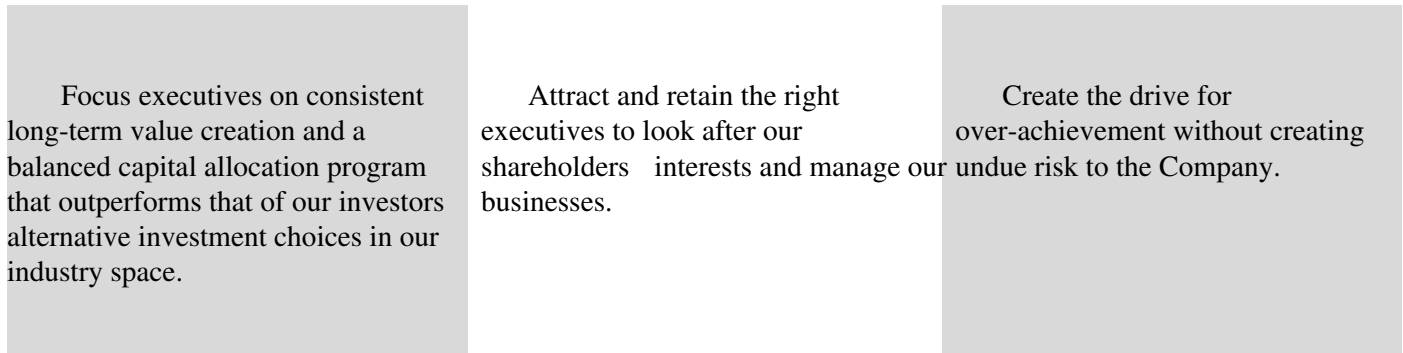 Focus executives on consistent
long-term value creation and a
balanced capital allocation program
that outperforms that of our investors
alternative investment choices in our
industry space.
Attract and retain the right
executives to look after our
shareholders interests and manage our
businesses.
Create the drive for
over-achievement without creating
undue risk to the Company.